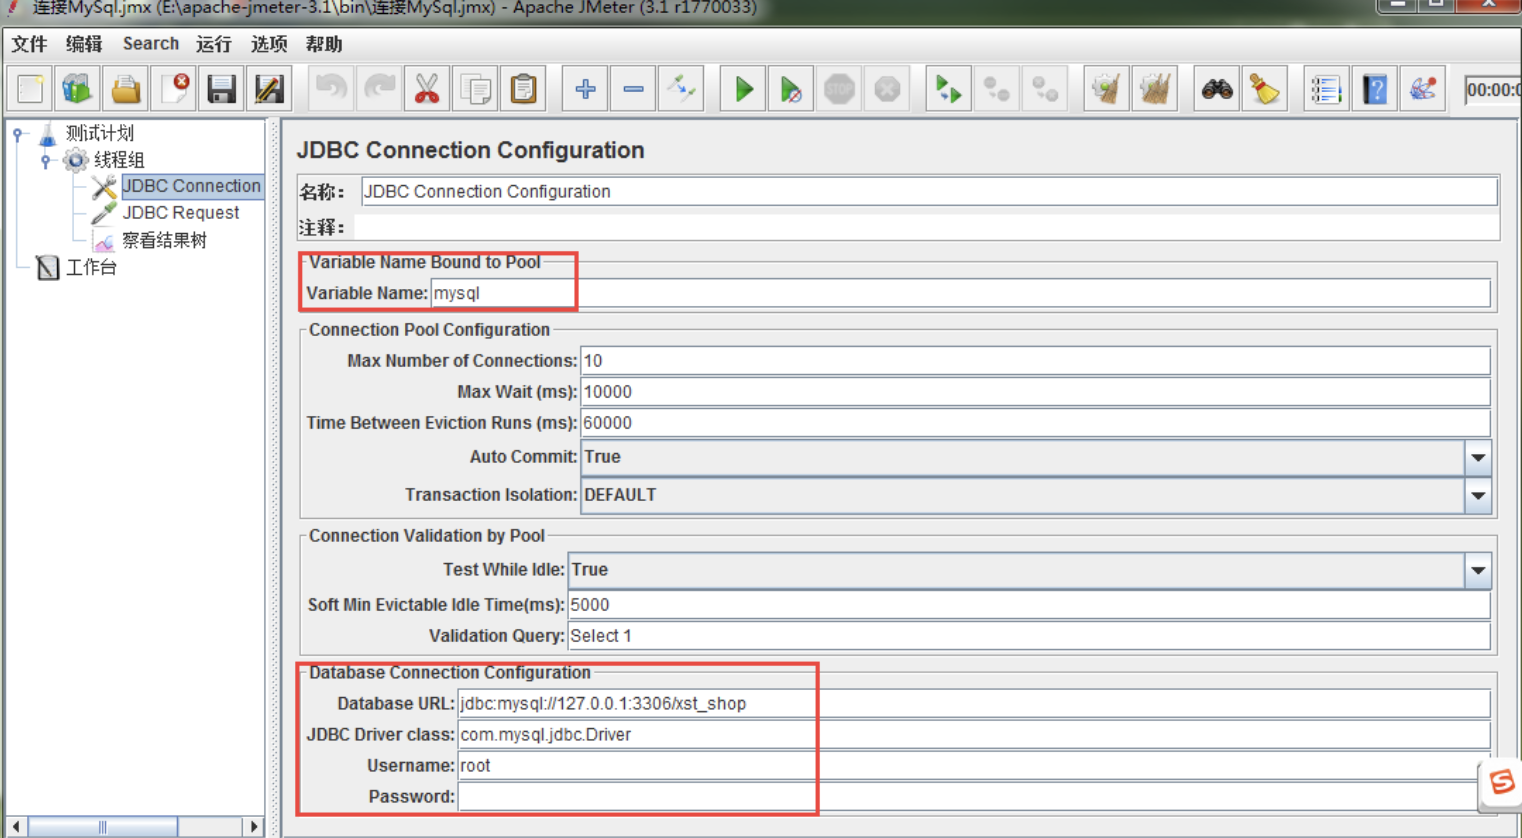 连接MySql.jmx (E:\apache-jmeter-3.1\bin\连接MySql.jmx) - Apache JMeter (3.1 r1770033)
文件 编辑 Search 运行 选项 帮助
STOP
00:00:0
测试计划
线程组
JDBC Connection
JDBC Request
察看结果树
工作台
JDBC Connection Configuration
名称： JDBC Connection Configuration
注释：
Variable Name Bound to Pool
Variable Name: mysql
Connection Pool Configuration
Max Number of Connections: 10
Max Wait (ms): 10000
Time Between Eviction Runs (ms): 60000
Auto Commit: True
Transaction Isolation: DEFAULT
Connection Validation by Pool
Test While Idle: True
Soft Min Evictable Idle Time(ms): 5000
Validation Query: Select 1
Database Connection Configuration
Database URL: jdbc:mysql://127.0.0.1:3306/xst_shop
JDBC Driver class: com.mysql.jdbc.Driver
Username: root
Password: